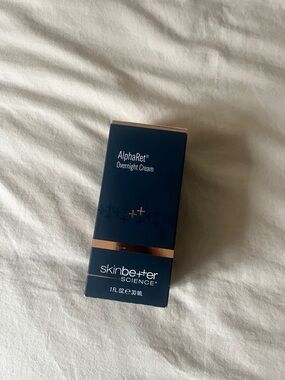 AlphaRet®
Overnight Cream
skinbetter
SCIENCE®
1 FL OZ ℮ 30 ML